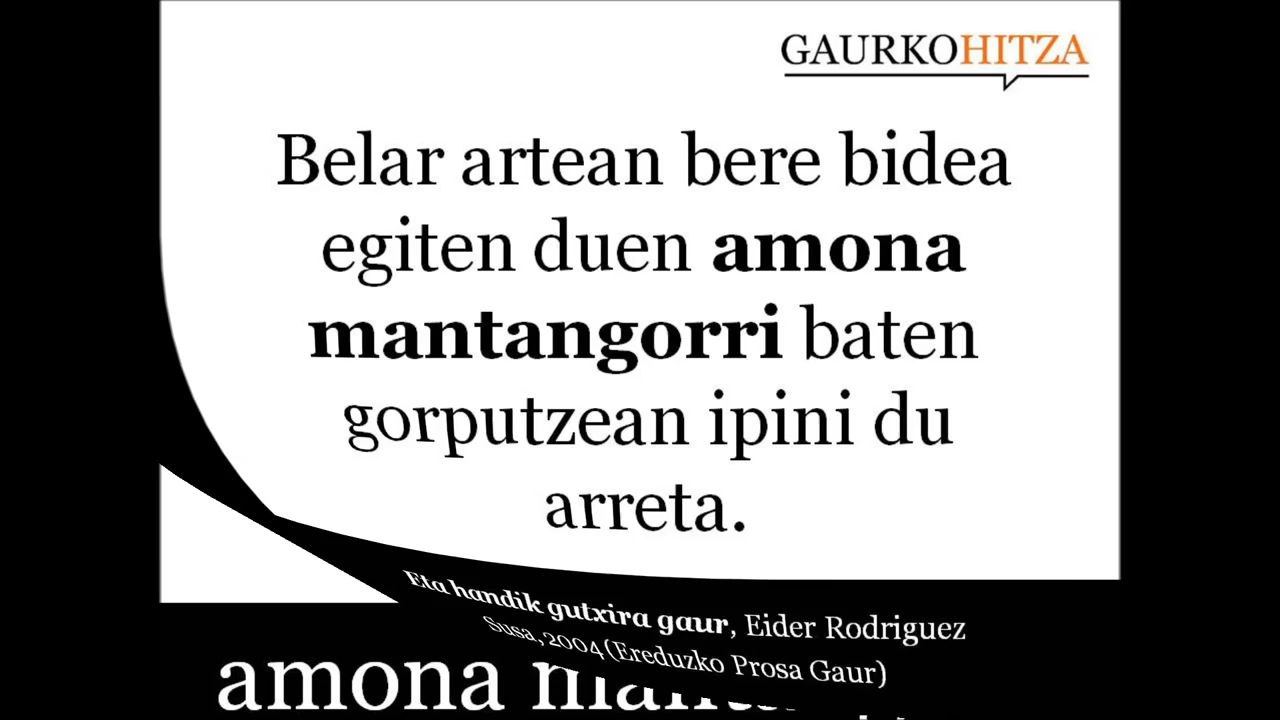 GAURKOHITZA
Belar artean bere bidea
egiten duen amona
mantangorri baten
gorputzean ipini du
arreta.
Eta handik gutxira gaur, Eider Rodriguez
Susa, 2004 (Ereduzko Prosa Gaur)
amona